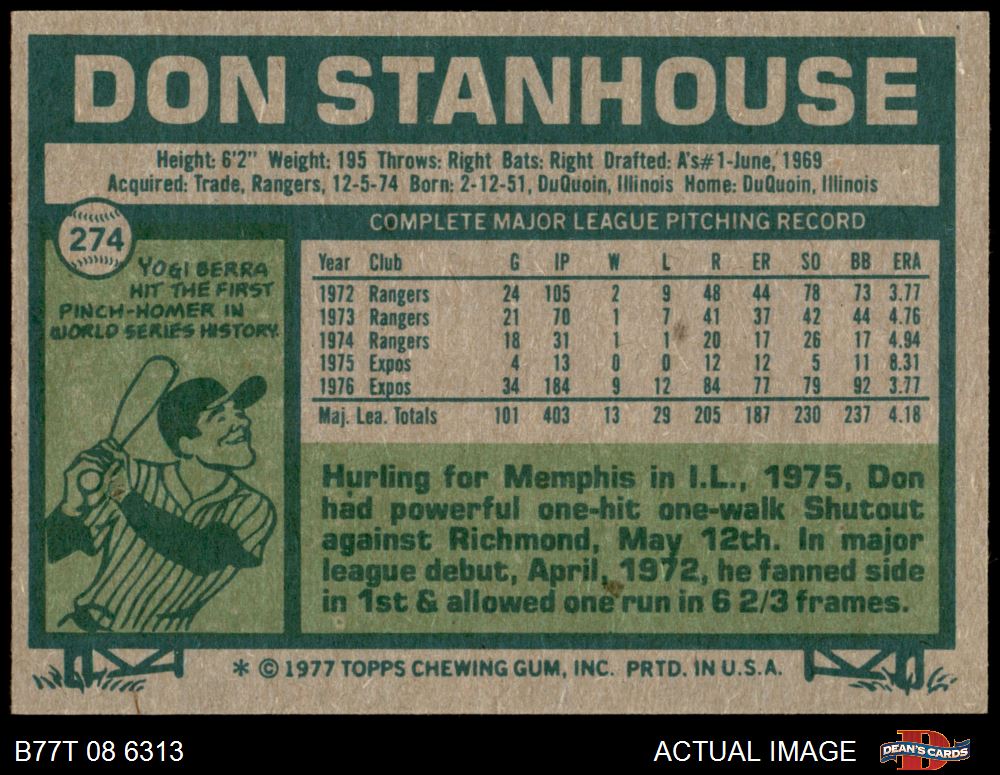 DON STANHOUSE
Height: 6'2" Weight: 195 Throws: Right Bats: Right Drafted: A's#1-June, 1969
Acquired: Trade, Rangers, 12-5-74 Born: 2-12-51, DuQuoin, Illinois Home: DuQuoin, Illinois
274
YOGI BERRA
HIT THE FIRST
PINCH-HOMER IN
WORLD SERIES HISTORY.
COMPLETE MAJOR LEAGUE PITCHING RECORD
Year Club G IP W L R ER SO BB ERA
1972 Rangers 24 105 2 9 48 44 78 73 3.77
1973 Rangers 21 70 1 7 41 37 42 44 4.76
1974 Rangers 18 31 1 1 20 17 26 17 4.94
1975 Expos 4 13 0 0 12 12 5 11 8.31
1976 Expos 34 184 9 12 84 77 79 92 3.77
Maj. Lea. Totals 101 403 13 29 205 187 230 237 4.18
Hurling for Memphis in I.L., 1975, Don
had powerful one-hit one-walk Shutout
against Richmond, May 12th. In major
league debut, April, 1972, he fanned side
in 1st & allowed one run in 6 2/3 frames.
* © 1977 TOPPS CHEWING GUM, INC. PRTD. IN U.S.A.
B77T 08 6313
ACTUAL IMAGE
DEAN'S CARDS